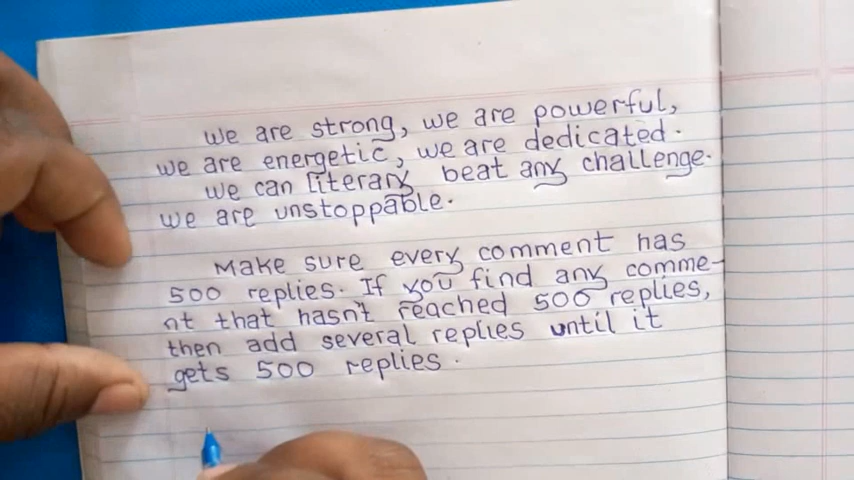 we are strong, we are powerful,
we are energetic, we are dedicated.
we can literary beat any challenge.
we are unstoppable.
Make sure every comment has
500 replies. If you find any comme-
nt that hasn't reached 500 replies,
then add several replies until it
gets 500 replies.